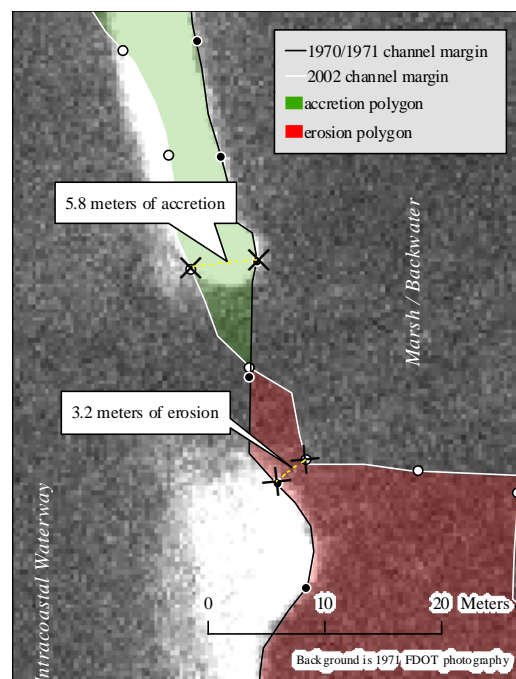 1970/1971 channel margin
2002 channel margin
accretion polygon
erosion polygon
5.8 meters of accretion
Marsh / Backwater
3.2 meters of erosion
Intracoastal Waterway
0 10 20 Meters
Background is 1971 FDOT photography